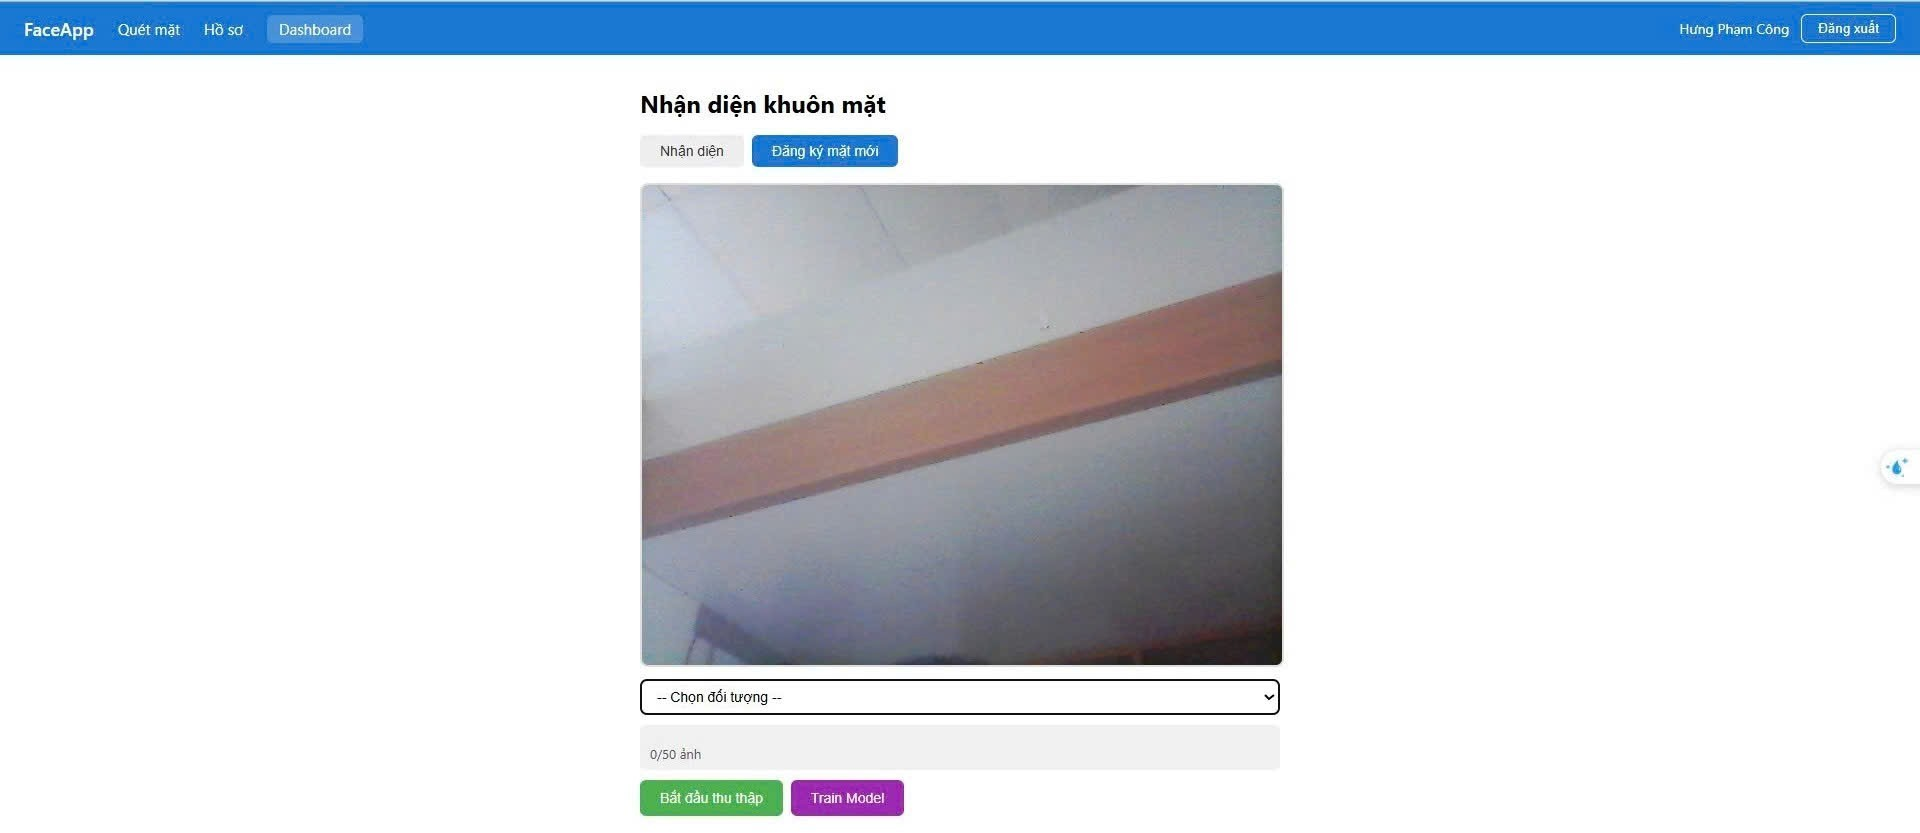 FaceApp Quét mặt Hồ sơ Dashboard Hưng Phạm Công Đăng xuất
Nhận diện khuôn mặt
Nhận diện Đăng ký mặt mới
-- Chọn đối tượng --
0/50 ảnh
Bắt đầu thu thập Train Model